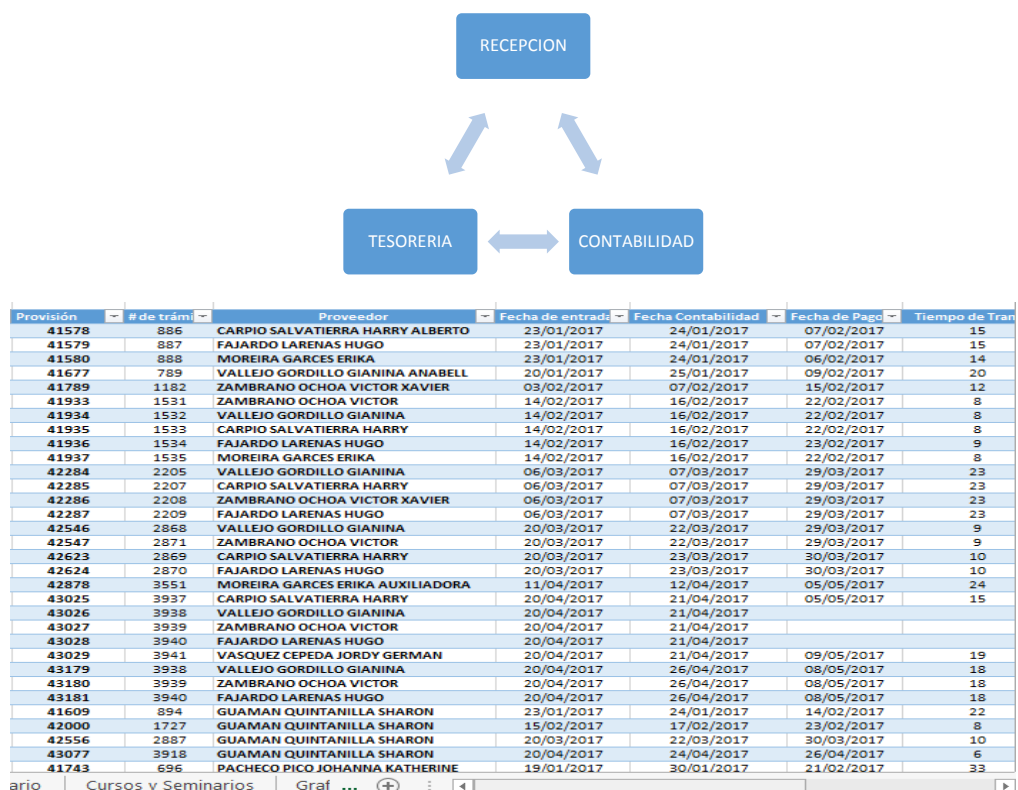 RECEPCION
TESORERIA
CONTABILIDAD
Provisión # de trámi Proveedor Fecha de entrada Fecha Contabilidad Fecha de Pago Tiempo de Tran
41578 886 CARPIO SALVATIERRA HARRY ALBERTO 23/01/2017 24/01/2017 07/02/2017 15
41579 887 FAJARDO LARENAS HUGO 23/01/2017 24/01/2017 07/02/2017 15
41580 888 MOREIRA GARCES ERIKA 23/01/2017 24/01/2017 06/02/2017 14
41677 789 VALLEJO GORDILLO GIANINA ANABELL 20/01/2017 25/01/2017 09/02/2017 20
41789 1182 ZAMBRANO OCHOA VICTOR XAVIER 03/02/2017 07/02/2017 15/02/2017 12
41933 1531 ZAMBRANO OCHOA VICTOR 14/02/2017 16/02/2017 22/02/2017 8
41934 1532 VALLEJO GORDILLO GIANINA 14/02/2017 16/02/2017 22/02/2017 8
41935 1533 CARPIO SALVATIERRA HARRY 14/02/2017 16/02/2017 22/02/2017 8
41936 1534 FAJARDO LARENAS HUGO 14/02/2017 16/02/2017 23/02/2017 9
41937 1535 MOREIRA GARCES ERIKA 14/02/2017 16/02/2017 22/02/2017 8
42284 2205 VALLEJO GORDILLO GIANINA 06/03/2017 07/03/2017 29/03/2017 23
42285 2207 CARPIO SALVATIERRA HARRY 06/03/2017 07/03/2017 29/03/2017 23
42286 2208 ZAMBRANO OCHOA VICTOR XAVIER 06/03/2017 07/03/2017 29/03/2017 23
42287 2209 FAJARDO LARENAS HUGO 06/03/2017 07/03/2017 29/03/2017 23
42546 2868 VALLEJO GORDILLO GIANINA 20/03/2017 22/03/2017 29/03/2017 9
42547 2871 ZAMBRANO OCHOA VICTOR 20/03/2017 22/03/2017 29/03/2017 9
42623 2869 CARPIO SALVATIERRA HARRY 20/03/2017 23/03/2017 30/03/2017 10
42624 2870 FAJARDO LARENAS HUGO 20/03/2017 23/03/2017 30/03/2017 10
42878 3551 MOREIRA GARCES ERIKA AUXILIADORA 11/04/2017 12/04/2017 05/05/2017 24
43025 3937 CARPIO SALVATIERRA HARRY 20/04/2017 21/04/2017 05/05/2017 15
43026 3938 VALLEJO GORDILLO GIANINA 20/04/2017 21/04/2017
43027 3939 ZAMBRANO OCHOA VICTOR 20/04/2017 21/04/2017
43028 3940 FAJARDO LARENAS HUGO 20/04/2017 21/04/2017
43029 3941 VASQUEZ CEPEDA JORDY GERMAN 20/04/2017 21/04/2017 09/05/2017 19
43179 3938 VALLEJO GORDILLO GIANINA 20/04/2017 26/04/2017 08/05/2017 18
43180 3939 ZAMBRANO OCHOA VICTOR 20/04/2017 26/04/2017 08/05/2017 18
43181 3940 FAJARDO LARENAS HUGO 20/04/2017 26/04/2017 08/05/2017 18
41609 894 GUAMAN QUINTANILLA SHARON 23/01/2017 24/01/2017 14/02/2017 22
42000 1727 GUAMAN QUINTANILLA SHARON 15/02/2017 17/02/2017 23/02/2017 8
42556 2887 GUAMAN QUINTANILLA SHARON 20/03/2017 22/03/2017 30/03/2017 10
43077 3918 GUAMAN QUINTANILLA SHARON 20/04/2017 24/04/2017 26/04/2017 6
41743 696 PACHECO PICO JOHANNA KATHERINE 19/01/2017 30/01/2017 21/02/2017 33
ario Cursos y Seminarios Graf ...